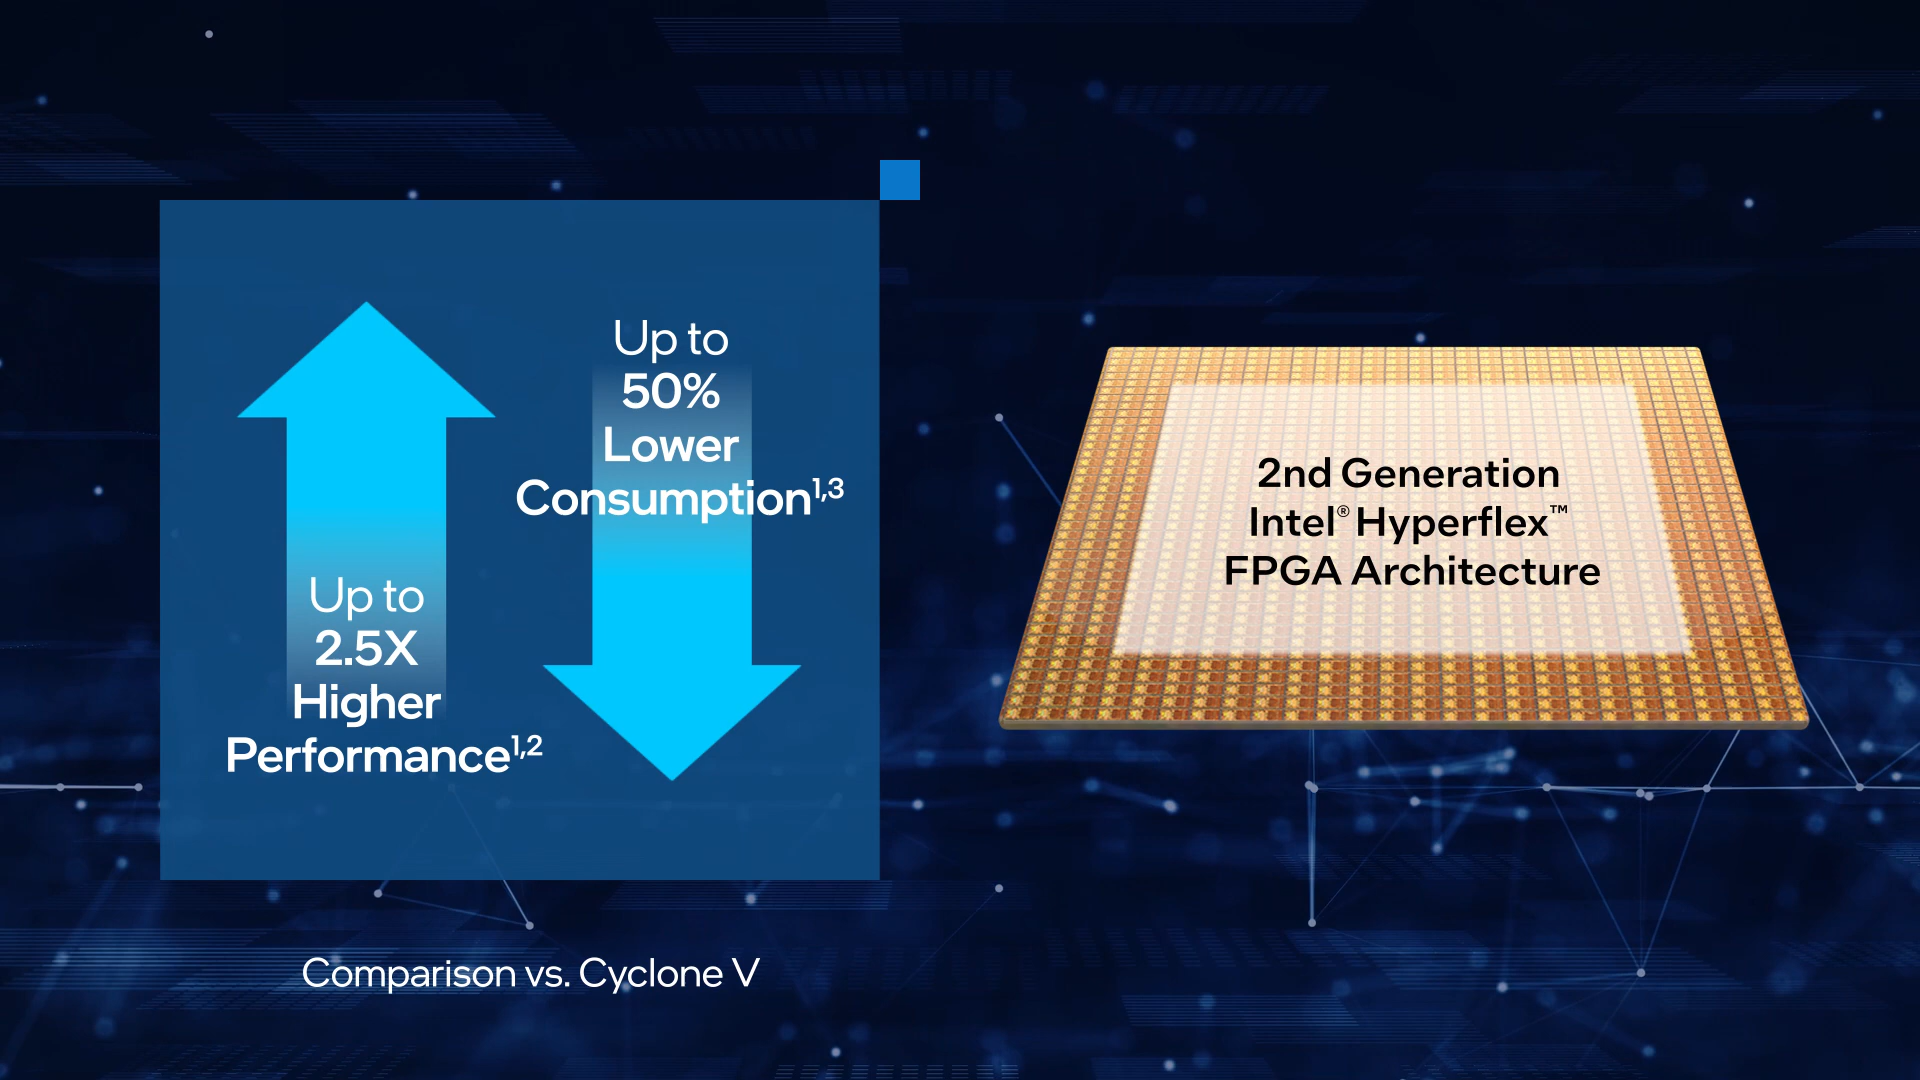 Up to
2.5X
Higher
Performance1,2
Up to
50%
Lower
Consumption1,3
2nd Generation
Intel® Hyperflex™
FPGA Architecture
Comparison vs. Cyclone V